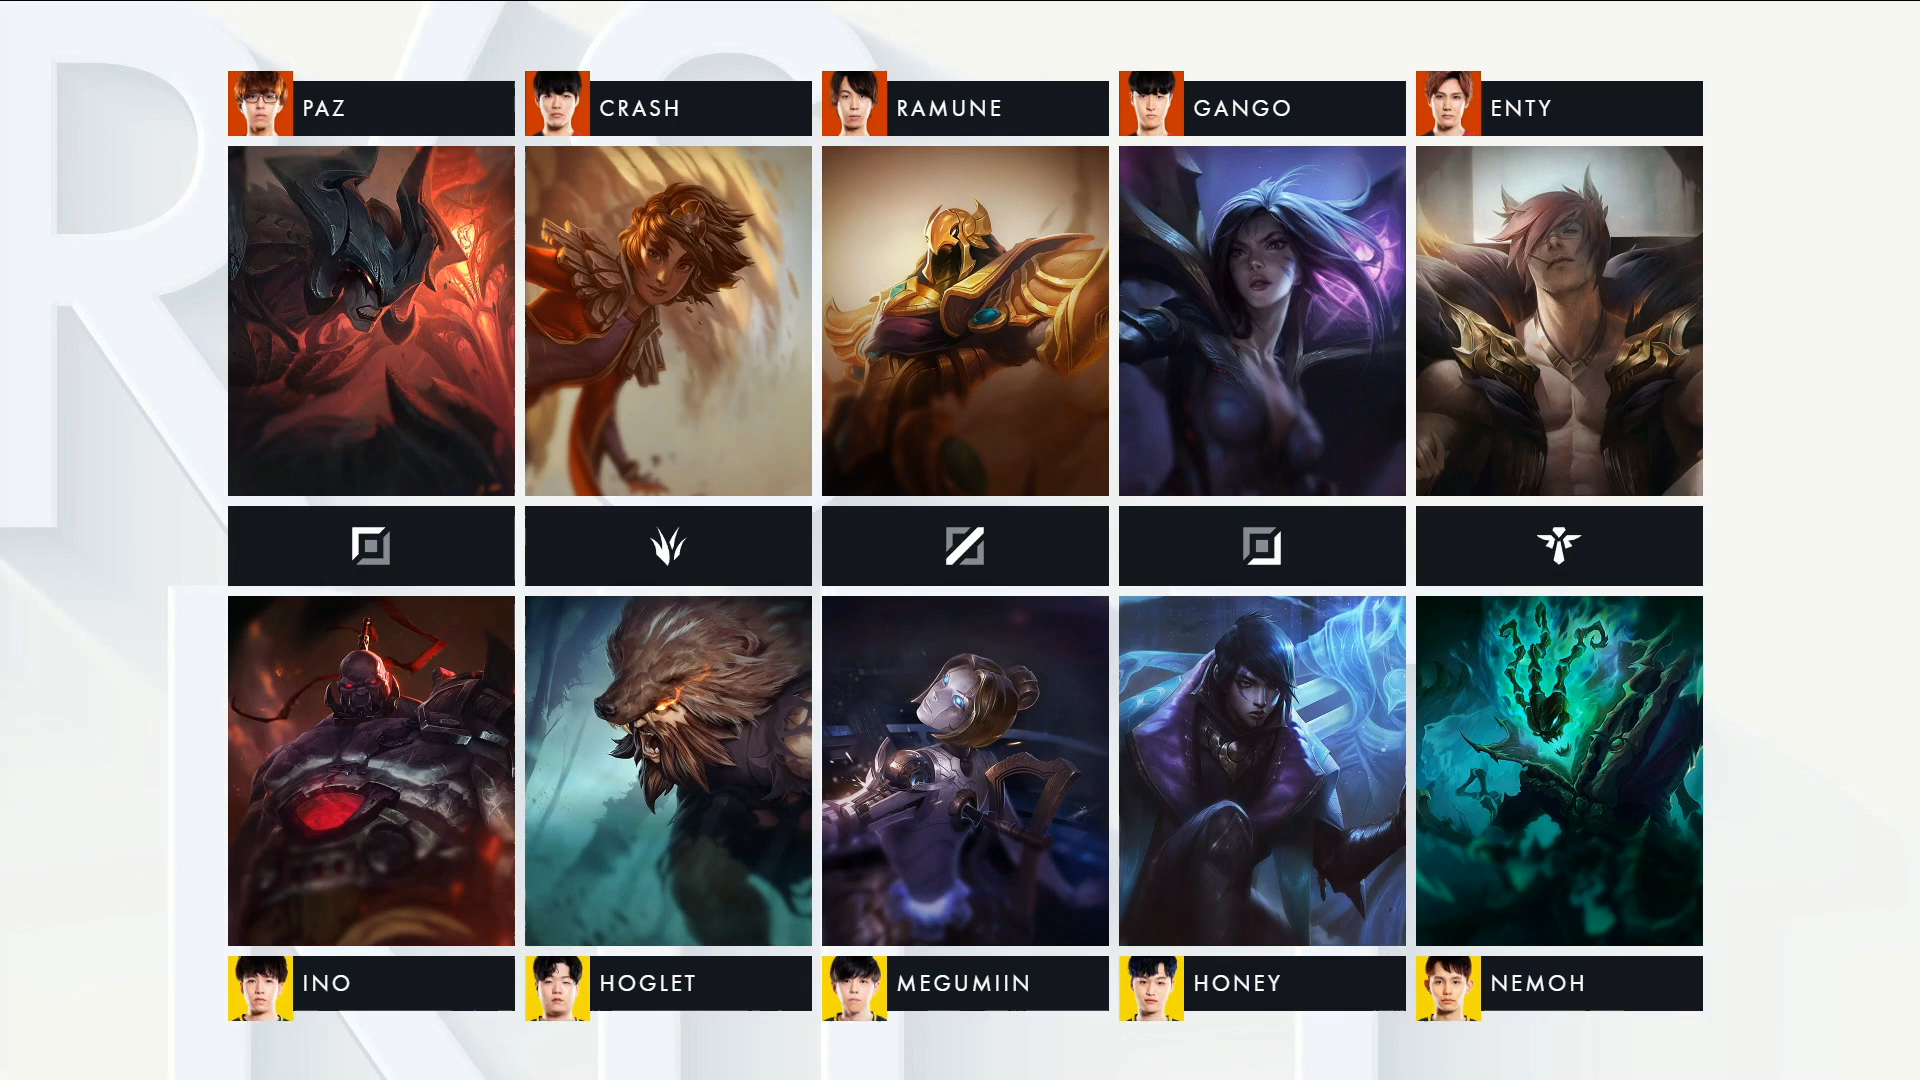 PAZ
CRASH
RAMUNE
GANGO
ENTY
INO
HOGLET
MEGUMIIN
HONEY
NEMOH